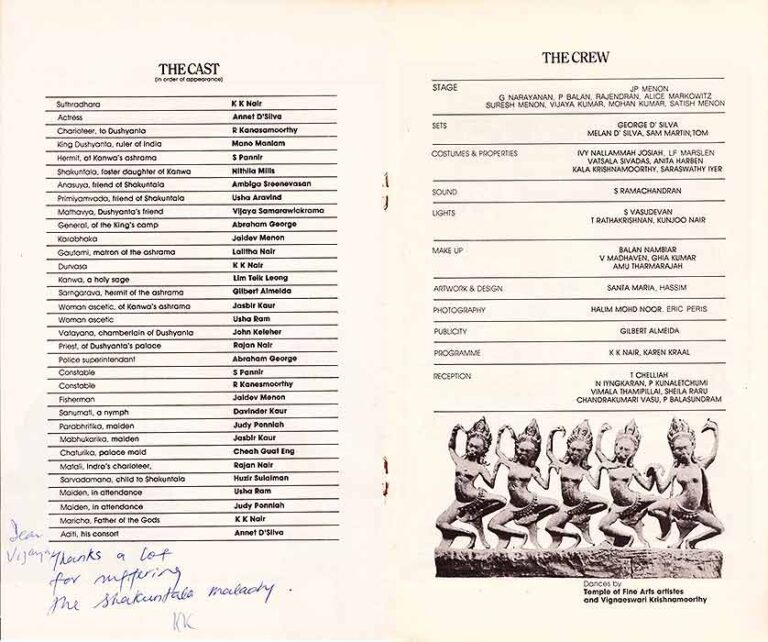 THE CAST
(in order of appearance)
Suthradhara K K Nair
Actress Annet D'Silva
Charioteer, to Dushyanta R Kanesamoorthy
King Dushyanta, ruler of India Mano Maniam
Hermit, of Kanwa's ashrama S Pannir
Shakuntala, foster daughter of Kanwa Nithila Mills
Anasuya, friend of Shakuntala Ambiga Sreenevasan
Primiyamvada, friend of Shakuntala Usha Aravind
Mathavya, Dushyanta's friend Vijaya Samarawickrama
General, of the King's camp Abraham George
Karabhaka Jaidev Menon
Gautami, matron of the ashrama Lalitha Nair
Durvasa K K Nair
Kanwa, a holy sage Lim Teik Leong
Sarngarava, hermit of the ashrama Gilbert Almeida
Woman ascetic, of Kanwa's ashrama Jasbir Kaur
Woman ascetic Usha Ram
Vatayana, chamberlain of Dushyanta John Keleher
Priest, of Dushyanta's palace Rajan Nair
Police superintendant Abraham George
Constable S Pannir
Constable R Kanesmoorthy
Fisherman Jaidev Menon
Sanumati, a nymph Davinder Kaur
Parabhritika, maiden Judy Ponniah
Mabhukarika, maiden Jasbir Kaur
Chaturika, palace maid Cheah Guat Eng
Matali, Indra's charioteer, Rajan Nair
Sarvadamana, child to Shakuntala Huzir Sulaiman
Maiden, in attendance Usha Ram
Maiden, in attendance Judy Ponniah
Maricha, Father of the Gods K K Nair
Aditi, his consort Annet D'Silva
Dear
Vijaya
Thanks a lot
for suffering
the Shakuntala malady.
KK
THE CREW
STAGE JP MENON
G NARAYANAN, P BALAN, RAJENDRAN, ALICE MARKOWITZ
SURESH MENON, VIJAYA KUMAR, MOHAN KUMAR, SATISH MENON
SETS GEORGE D' SILVA
MELAN D' SILVA, SAM MARTIN,TOM
COSTUMES & PROPERTIES IVY NALLAMMAH JOSIAH, LF MARSLEN
VATSALA SIVADAS, ANITA HARBEN
KALA KRISHNAMOORTHY, SARASWATHY IYER
SOUND S RAMACHANDRAN
LIGHTS S VASUDEVAN
T RATHAKRISHNAN, KUNJOO NAIR
MAKE UP BALAN NAMBIAR
V MADHAVEN, GHIA KUMAR
AMU THARMARAJAH
ARTWORK & DESIGN SANTA MARIA, HASSIM
PHOTOGRAPHY HALIM MOHD NOOR, ERIC PERIS
PUBLICITY GILBERT ALMEIDA
PROGRAMME K K NAIR, KAREN KRAAL
RECEPTION T CHELLIAH
N IYNGKARAN, P KUNALETCHUMI
VIMALA THAMPILLAI, SHEILA RARU
CHANDRAKUMARI VASU, P BALASUNDRAM
Dances by
Temple of Fine Arts artistes
and Vignaeswari Krishnamoorthy